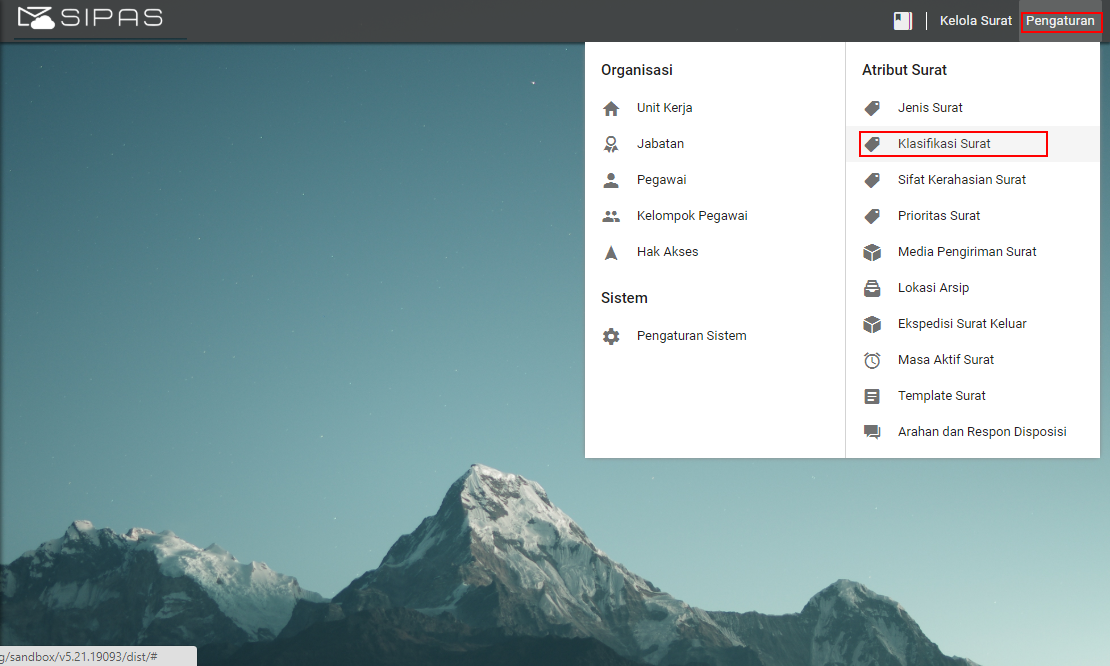 SIPAS
Kelola Surat
Pengaturan
Organisasi
Unit Kerja
Jabatan
Pegawai
Kelompok Pegawai
Hak Akses
Sistem
Pengaturan Sistem
Atribut Surat
Jenis Surat
Klasifikasi Surat
Sifat Kerahasian Surat
Prioritas Surat
Media Pengiriman Surat
Lokasi Arsip
Ekspedisi Surat Keluar
Masa Aktif Surat
Template Surat
Arahan dan Respon Disposisi
g/sandbox/v5.21.19093/dist/#